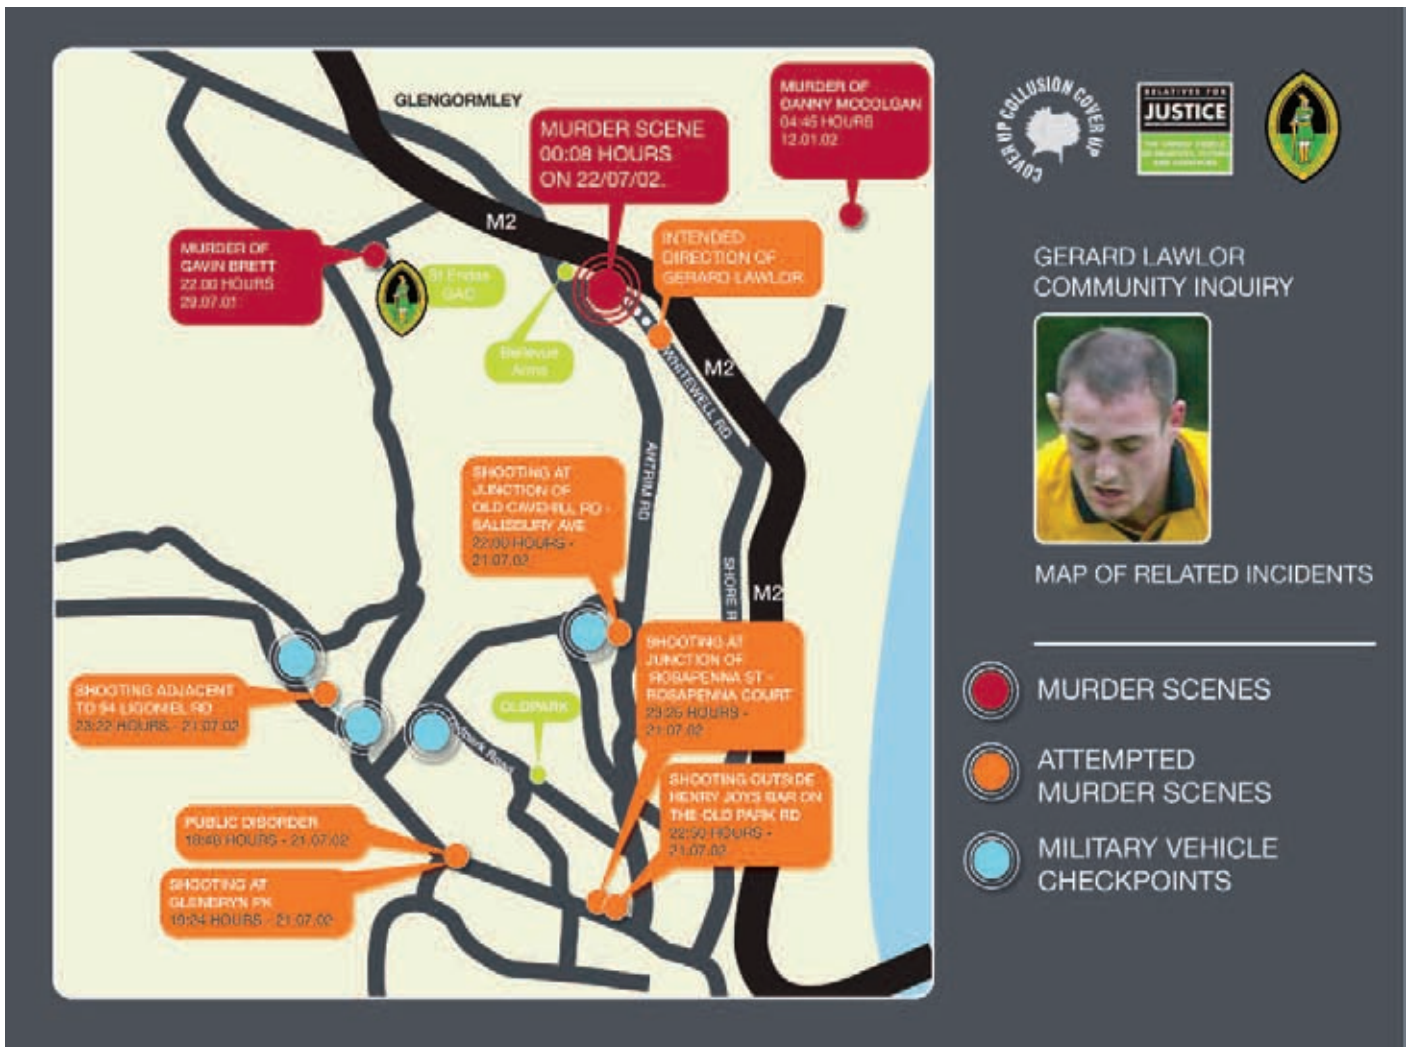 GLENGORMLEY
MURDER SCENE
00:08 HOURS
ON 22/07/02.
MURDER OF
DANNY MCCOLGAN
04:45 HOURS
12.01.02
M2
INTENDED
DIRECTION OF
GERARD LAWLOR
MURDER OF
GAVIN BRETT
22.00 HOURS
29.07.01
St Endas
GAC
Bellevue
Arms
M2
WHITEWELL RD
ANTRIM RD
SHOOTING AT
JUNCTION OF
OLD CAVEHILL RD -
SALISBURY AVE
22:00 HOURS -
21.07.02
SHORE R
M2
SHOOTING AT
JUNCTION OF
ROSAPENNA ST -
ROSAPENNA COURT
23:25 HOURS -
21.07.02
SHOOTING ADJACENT
TO 94 LIGONIEL RD
23:22 HOURS - 21.07.02
OLDPARK
Road
SHOOTING OUTSIDE
HENRY JOYS BAR ON
THE OLD PARK RD
22:50 HOURS -
21.07.02
PUBLIC DISORDER
HOURS - 21.07.02
SHOOTING AT
GLENBRYN PK
19:24 HOURS - 21.07.02
COLLUSION COVER UP
COVER UP
RELATIVES FOR
JUSTICE
GERARD LAWLOR
COMMUNITY INQUIRY
MAP OF RELATED INCIDENTS
MURDER SCENES
ATTEMPTED
MURDER SCENES
MILITARY VEHICLE
CHECKPOINTS